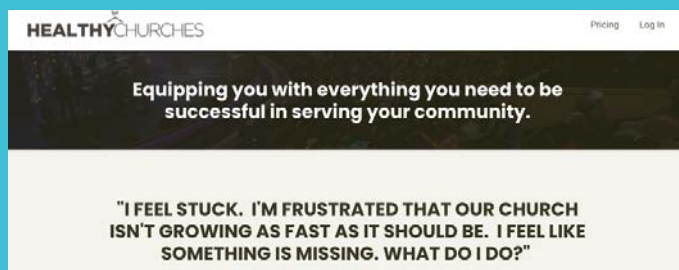 HEALTHYCHURCHES
Pricing Log In
Equipping you with everything you need to be
successful in serving your community.
"I FEEL STUCK. I'M FRUSTRATED THAT OUR CHURCH
ISN'T GROWING AS FAST AS IT SHOULD BE. I FEEL LIKE
SOMETHING IS MISSING. WHAT DO I DO?"